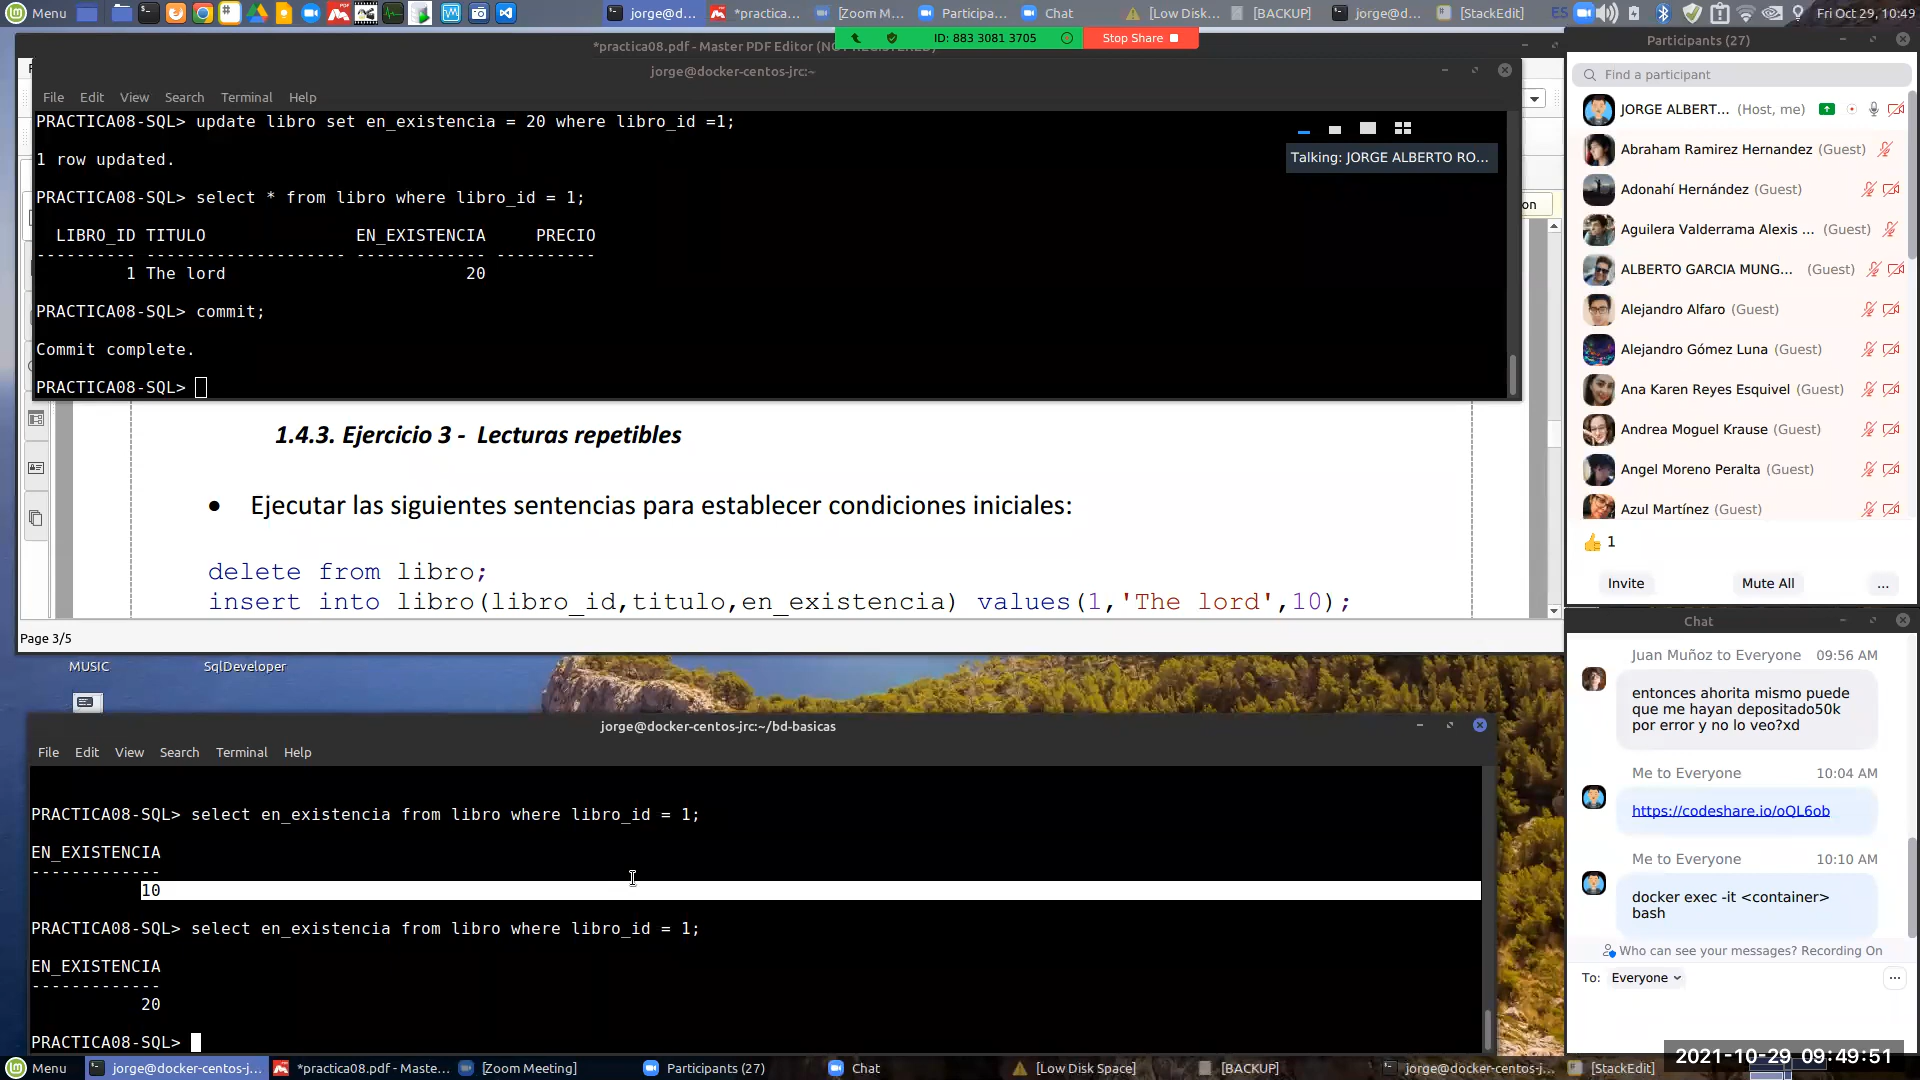 Menu
jorge@d...
*practica...
[Zoom M...
Participa...
Chat
[Low Disk...
[BACKUP]
jorge@d...
[StackEdit]
ES
Fri Oct 29, 10:49
*practica08.pdf - Master PDF Editor
ID: 883 3081 3705
Stop Share
jorge@docker-centos-jrc:~
File Edit View Search Terminal Help
PRACTICA08-SQL> update libro set en_existencia = 20 where libro_id =1;
1 row updated.
PRACTICA08-SQL> select * from libro where libro_id = 1;
LIBRO_ID TITULO EN_EXISTENCIA PRECIO
---------- -------------------- ------------- ----------
1 The lord 20
PRACTICA08-SQL> commit;
Commit complete.
PRACTICA08-SQL>
Talking: JORGE ALBERTO RO...
on
1.4.3. Ejercicio 3 - Lecturas repetibles
• Ejecutar las siguientes sentencias para establecer condiciones iniciales:
delete from libro;
insert into libro(libro_id,titulo,en_existencia) values(1,'The lord',10);
Page 3/5
MUSIC
SqlDeveloper
jorge@docker-centos-jrc:~/bd-basicas
File Edit View Search Terminal Help
PRACTICA08-SQL> select en_existencia from libro where libro_id = 1;
EN_EXISTENCIA
-------------
10
PRACTICA08-SQL> select en_existencia from libro where libro_id = 1;
EN_EXISTENCIA
-------------
20
PRACTICA08-SQL>
Participants (27)
Find a participant
JORGE ALBERT... (Host, me)
Abraham Ramirez Hernandez (Guest)
Adonahí Hernández (Guest)
Aguilera Valderrama Alexis ... (Guest)
ALBERTO GARCIA MUNG... (Guest)
Alejandro Alfaro (Guest)
Alejandro Gómez Luna (Guest)
Ana Karen Reyes Esquivel (Guest)
Andrea Moguel Krause (Guest)
Angel Moreno Peralta (Guest)
Azul Martínez (Guest)
👍 1
Invite
Mute All
...
Chat
Juan Muñoz to Everyone 09:56 AM
entonces ahorita mismo puede
que me hayan depositado50k
por error y no lo veo?xd
Me to Everyone 10:04 AM
https://codeshare.io/oQL6ob
Me to Everyone 10:10 AM
docker exec -it <container>
bash
Who can see your messages? Recording On
To: Everyone
...
2021-10-29 09:49:51
Menu
jorge@docker-centos-j...
*practica08.pdf - Maste...
[Zoom Meeting]
Participants (27)
Chat
[Low Disk Space]
[BACKUP]
jorge@docker-centos-j...
[StackEdit]